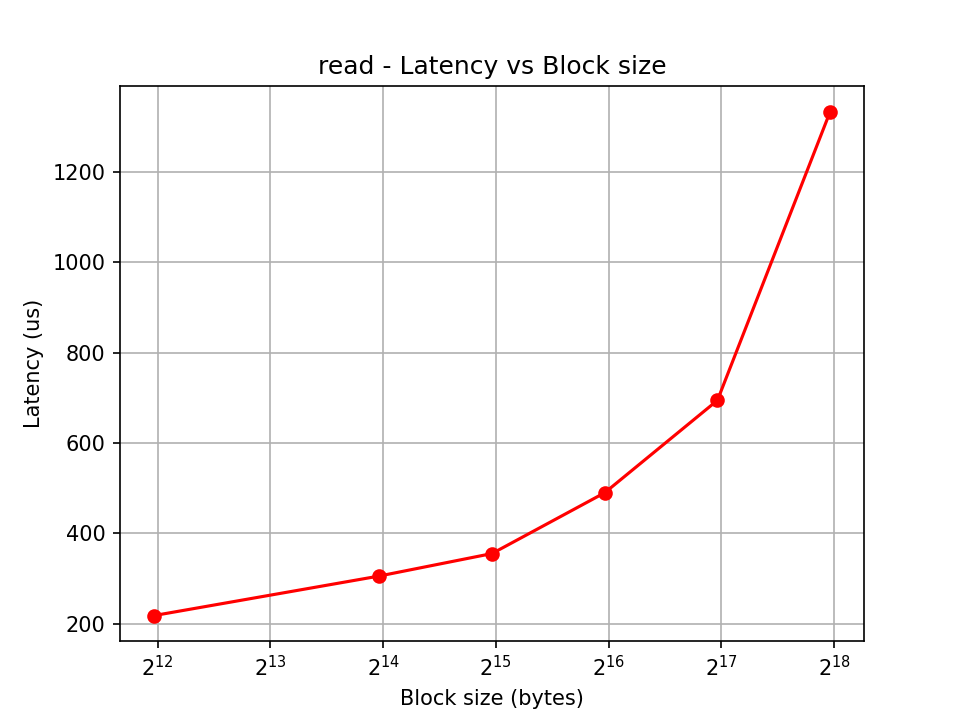 read - Latency vs Block size
1200
1000
800
600
400
200
Latency (us)
2^12 2^13 2^14 2^15 2^16 2^17 2^18
Block size (bytes)